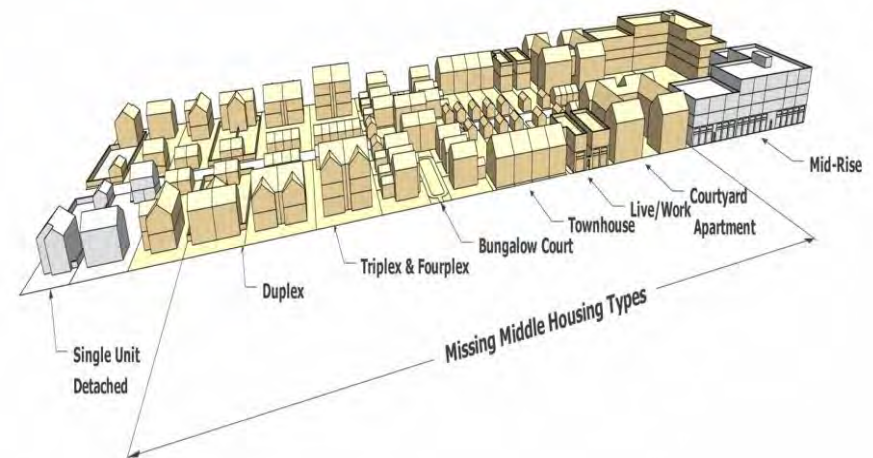 Single Unit
Detached
Duplex
Triplex & Fourplex
Bungalow Court
Townhouse
Live/Work
Courtyard
Apartment
Mid-Rise
Missing Middle Housing Types